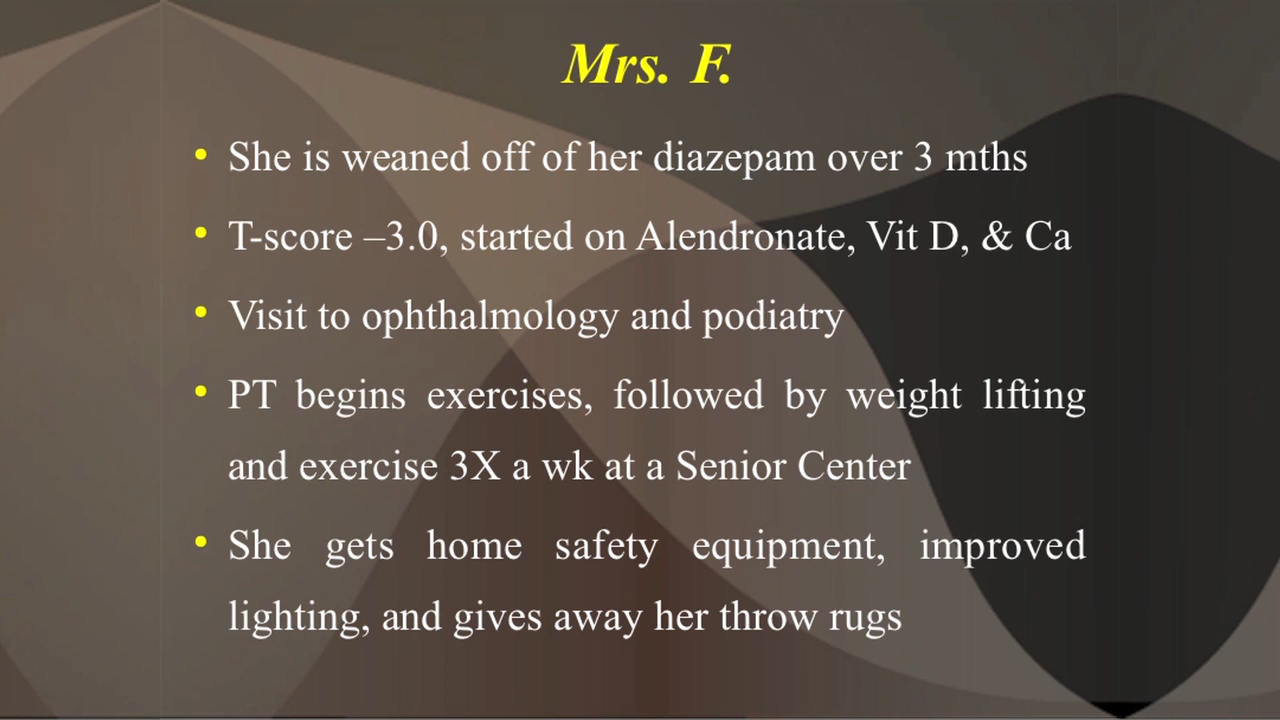 Mrs. F.
• She is weaned off of her diazepam over 3 mths
• T-score –3.0, started on Alendronate, Vit D, & Ca
• Visit to ophthalmology and podiatry
• PT begins exercises, followed by weight lifting
and exercise 3X a wk at a Senior Center
• She gets home safety equipment, improved
lighting, and gives away her throw rugs